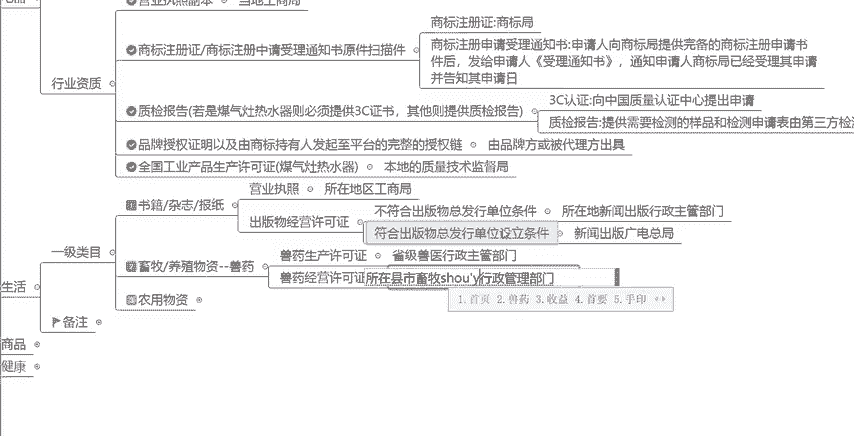 营业执照副本 当地工商局
商标注册证:商标局
商标注册证/商标注册申请受理通知书原件扫描件
商标注册申请受理通知书:申请人向商标局提供完备的商标注册申请书
件后，发给申请人《受理通知书》，通知申请人商标局已经受理其申请
并告知其申请日
行业资质
3C认证:向中国质量认证中心提出申请
质检报告(若是煤气灶热水器则必须提供3C证书，其他则提供质检报告)
质检报告:提供需要检测的样品和检测申请表由第三方检测
品牌授权证明以及由商标持有人发起至平台的完整的授权链 由品牌方或被代理方出具
全国工业产品生产许可证(煤气灶热水器) 本地的质量技术监督局
营业执照 所在地区工商局
书籍/杂志/报纸
不符合出版物总发行单位条件 所在地新闻出版行政主管部门
出版物经营许可证
符合出版物总发行单位设立条件 新闻出版广电总局
一级类目
兽药生产许可证 省级兽医行政主管部门
畜牧/养殖物资--兽药
兽药经营许可证 所在县市畜牧shou'y行政管理部门
生活
农用物资
1.首页 2.兽药 3.收益 4.首要 5.手印
备注
商品
健康